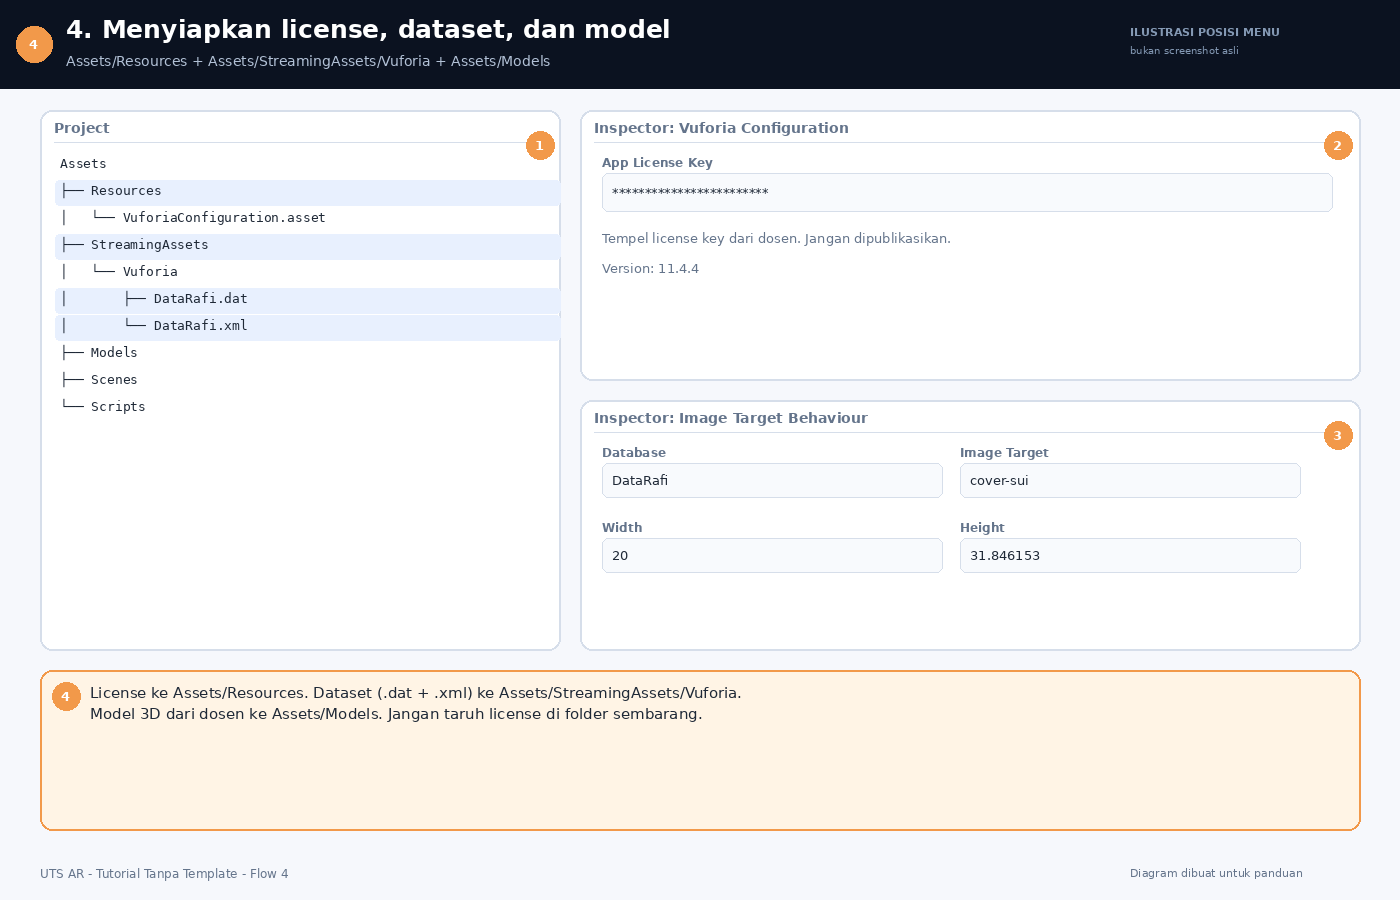 4
4. Menyiapkan license, dataset, dan model
Assets/Resources + Assets/StreamingAssets/Vuforia + Assets/Models
ILUSTRASI POSISI MENU
bukan screenshot asli
Project
1
Assets
├── Resources
│   └── VuforiaConfiguration.asset
├── StreamingAssets
│   └── Vuforia
│       ├── DataRafi.dat
│       └── DataRafi.xml
├── Models
├── Scenes
└── Scripts
Inspector: Vuforia Configuration
2
App License Key
************************
Tempel license key dari dosen. Jangan dipublikasikan.
Version: 11.4.4
Inspector: Image Target Behaviour
3
Database
Image Target
DataRafi
cover-sui
Width
Height
20
31.846153
4
License ke Assets/Resources. Dataset (.dat + .xml) ke Assets/StreamingAssets/Vuforia.
Model 3D dari dosen ke Assets/Models. Jangan taruh license di folder sembarang.
UTS AR - Tutorial Tanpa Template - Flow 4
Diagram dibuat untuk panduan